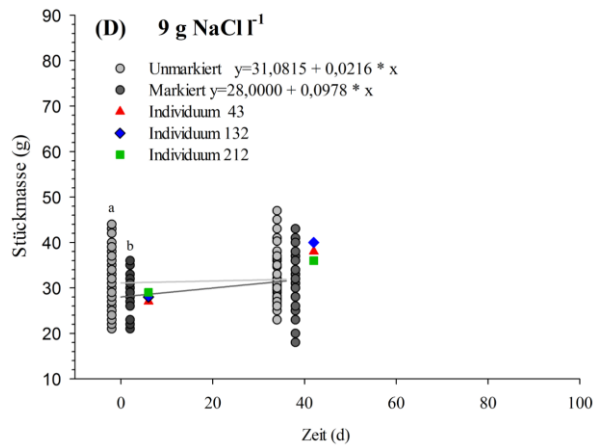 (D) 9 g NaCl l⁻¹
Unmarkiert y=31,0815 + 0,0216 * x
Markiert y=28,0000 + 0,0978 * x
Individuum 43
Individuum 132
Individuum 212
Stückmasse (g)
90
80
70
60
50
40
30
20
10
a
b
0
20
40
60
80
100
Zeit (d)